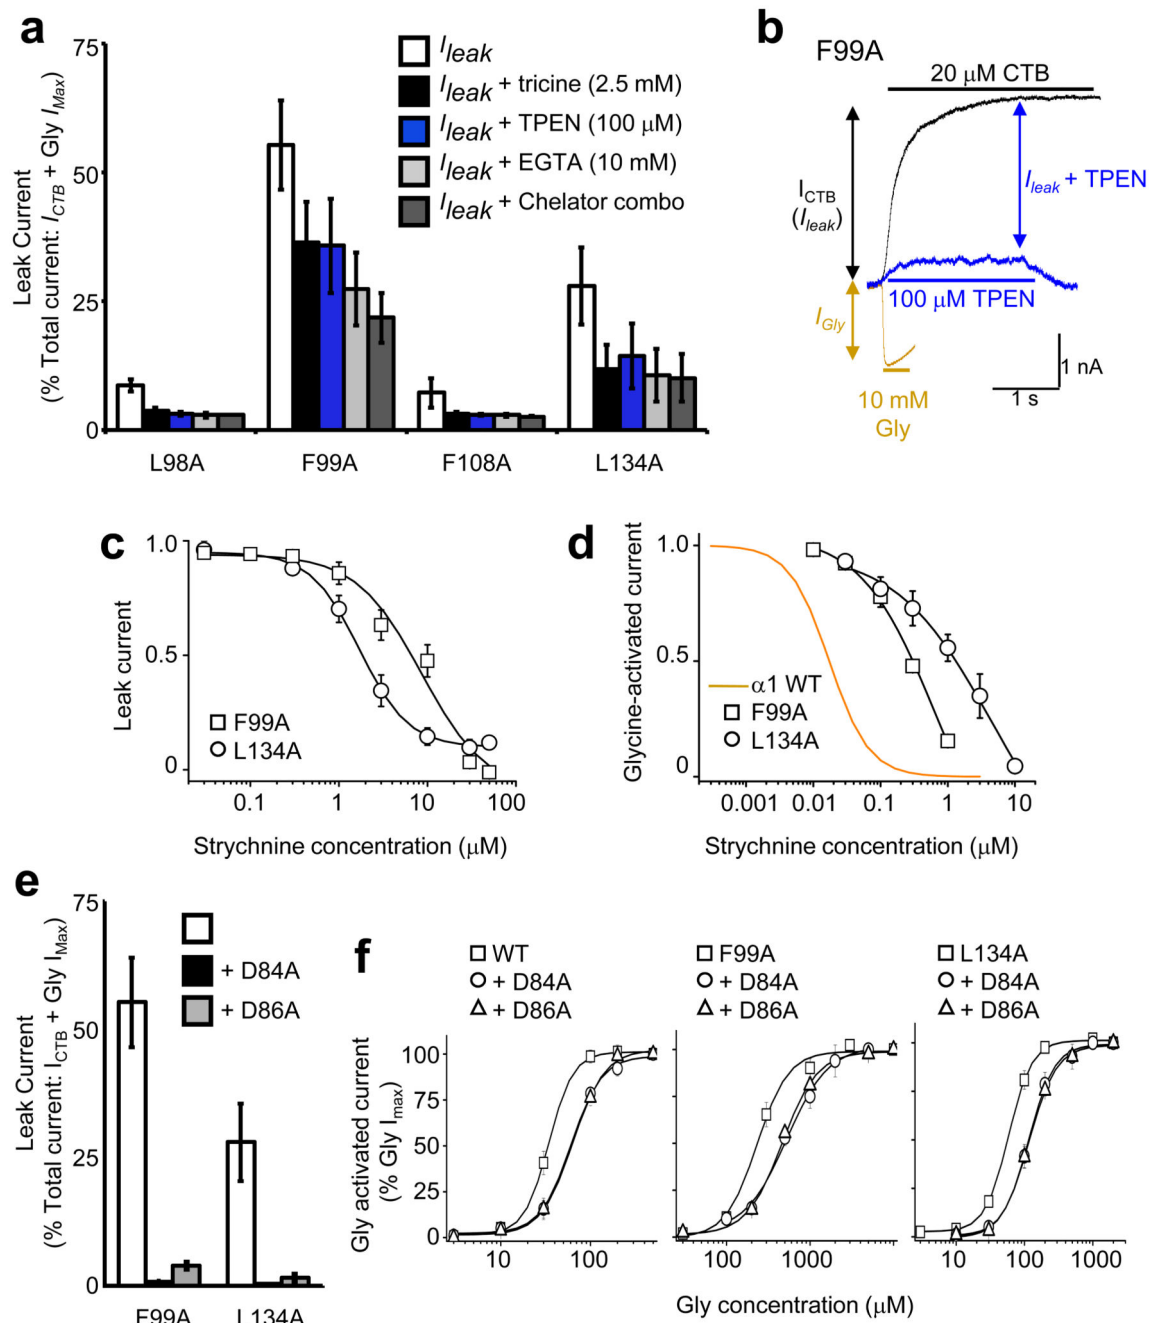 a
75
50
25
0
Leak Current
(% Total current: I_CTB + Gly I_Max)
I_leak
I_leak + tricine (2.5 mM)
I_leak + TPEN (100 μM)
I_leak + EGTA (10 mM)
I_leak + Chelator combo
L98A
F99A
F108A
L134A
b
F99A
20 μM CTB
I_CTB
(I_leak)
I_leak + TPEN
100 μM TPEN
I_Gly
10 mM
Gly
1 nA
1 s
c
1.0
0.5
0
Leak current
F99A
L134A
0.1
1
10
100
Strychnine concentration (μM)
d
1.0
0.5
0
Glycine-activated current
α1 WT
F99A
L134A
0.001
0.01
0.1
1
10
Strychnine concentration (μM)
e
75
50
25
0
Leak Current
(% Total current: I_CTB + Gly I_Max)
+ D84A
+ D86A
F99A
L134A
f
WT
+ D84A
+ D86A
F99A
+ D84A
+ D86A
L134A
+ D84A
+ D86A
Gly activated current
(% Gly I_max)
100
75
50
25
0
10
100
100
1000
10
100
1000
Gly concentration (μM)